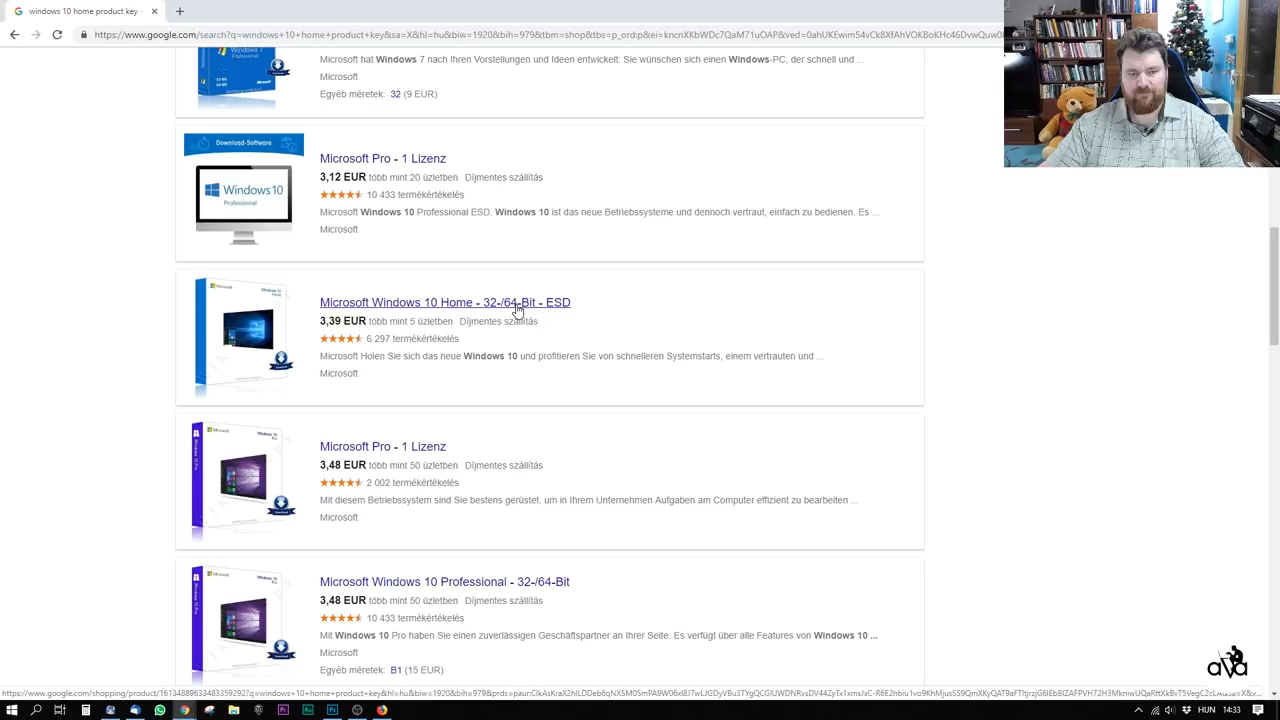 windows 10 home product key -
https://www.google.com/search?q=windows+10+home+product+key&sa=X&hl=hu&biw=1920&bih=979&tbm=shop&tbs=p_ord:p&ei=
Microsoft hat Windows 7 nach Ihren Vorstellungen und Ideen entwickelt: Sie wünschen sich einen Windows-PC, der schnell und ...
Microsoft
Egyéb méretek: 32 (9 EUR)
Download-Software
Windows 10
Professional
Microsoft Pro - 1 Lizenz
3,12 EUR több mint 20 üzletben Díjmentes szállítás
10 433 termékértékelés
Microsoft Windows 10 Professional ESD. Windows 10 ist das neue Betriebssysteme und dennoch vertraut, einfach zu bedienen. Es ...
Microsoft
Microsoft Windows 10 Home - 32-/64-Bit - ESD
3,39 EUR több mint 5 üzletben Díjmentes szállítás
6 297 termékértékelés
Microsoft Holen Sie sich das neue Windows 10 und profitieren Sie von schnelleren Systemstarts, einem vertrauten und ...
Microsoft
Microsoft Pro - 1 Lizenz
3,48 EUR több mint 50 üzletben Díjmentes szállítás
2 002 termékértékelés
Mit diesem Betriebssystem sind Sie bestens gerüstet, um in Ihrem Unternehmen Aufgaben am Computer effizient zu bearbeiten ...
Microsoft
Microsoft Windows 10 Professional - 32-/64-Bit
3,48 EUR több mint 50 üzletben Díjmentes szállítás
10 433 termékértékelés
Mit Windows 10 Pro haben Sie einen zuverlässigen Geschäftspartner an Ihrer Seite. Es verfügt über alle Features von Windows 10 ...
Microsoft
Egyéb méretek: B1 (15 EUR)
ava
HUN 14:33